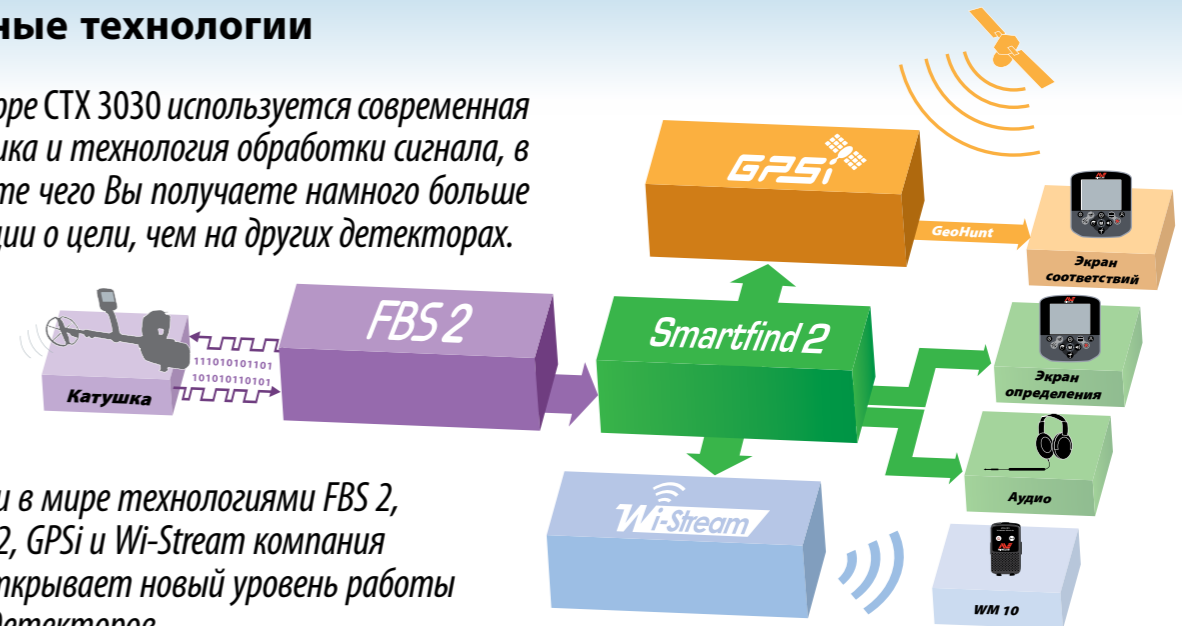 ные технологии
оре CTX 3030 используется современная
ика и технология обработки сигнала, в
те чего Вы получаете намного больше
ции о цели, чем на других детекторах.
GPSi
GeoHunt
Экран
соответствий
FBS 2
Smartfind 2
111010101101
101010110101
Катушка
Экран
определения
Аудио
Wi-Stream
WM 10
и в мире технологиями FBS 2,
2, GPSi и Wi-Stream компания
ткрывает новый уровень работы
детекторов